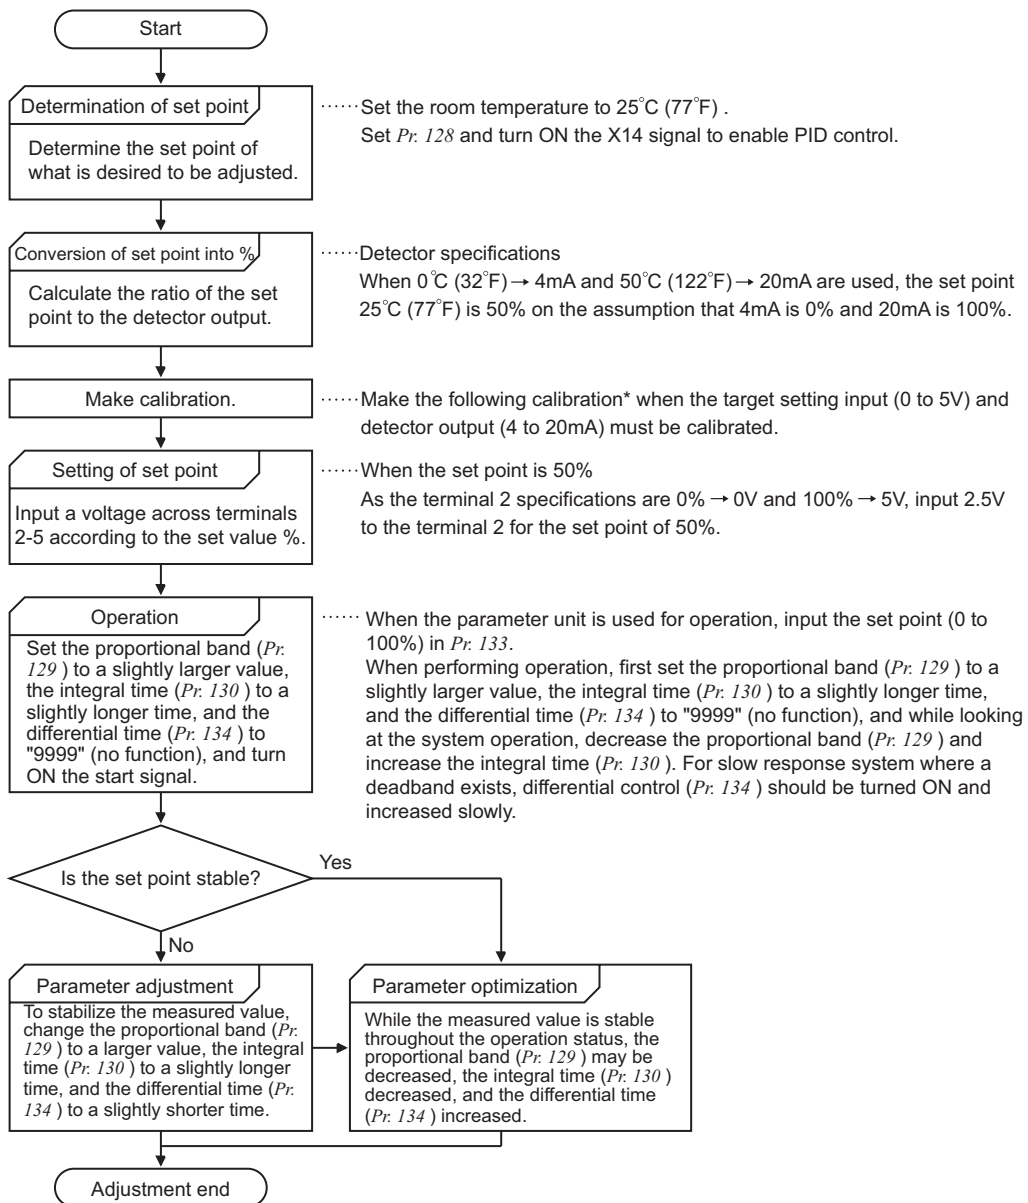 Start
Determination of set point
Determine the set point of
what is desired to be adjusted.
······Set the room temperature to 25°C (77°F) .
Set Pr. 128 and turn ON the X14 signal to enable PID control.
Conversion of set point into %
Calculate the ratio of the set
point to the detector output.
······Detector specifications
When 0°C (32°F)→ 4mA and 50°C (122°F)→ 20mA are used, the set point
25°C (77°F) is 50% on the assumption that 4mA is 0% and 20mA is 100%.
Make calibration.
······Make the following calibration* when the target setting input (0 to 5V) and
detector output (4 to 20mA) must be calibrated.
Setting of set point
Input a voltage across terminals
2-5 according to the set value %.
······When the set point is 50%
As the terminal 2 specifications are 0% → 0V and 100% → 5V, input 2.5V
to the terminal 2 for the set point of 50%.
Operation
Set the proportional band (Pr.
129 ) to a slightly larger value,
the integral time (Pr. 130 ) to a
slightly longer time, and the
differential time (Pr. 134 ) to
"9999" (no function), and turn
ON the start signal.
······ When the parameter unit is used for operation, input the set point (0 to
100%) in Pr. 133.
When performing operation, first set the proportional band (Pr. 129 ) to a
slightly larger value, the integral time (Pr. 130 ) to a slightly longer time,
and the differential time (Pr. 134 ) to "9999" (no function), and while looking
at the system operation, decrease the proportional band (Pr. 129 ) and
increase the integral time (Pr. 130 ). For slow response system where a
deadband exists, differential control (Pr. 134 ) should be turned ON and
increased slowly.
Is the set point stable?
Yes
No
Parameter adjustment
To stabilize the measured value,
change the proportional band (Pr.
129 ) to a larger value, the integral
time (Pr. 130 ) to a slightly longer
time, and the differential time (Pr.
134 ) to a slightly shorter time.
Parameter optimization
While the measured value is stable
throughout the operation status, the
proportional band (Pr. 129 ) may be
decreased, the integral time (Pr. 130 )
decreased, and the differential time
(Pr. 134 ) increased.
Adjustment end